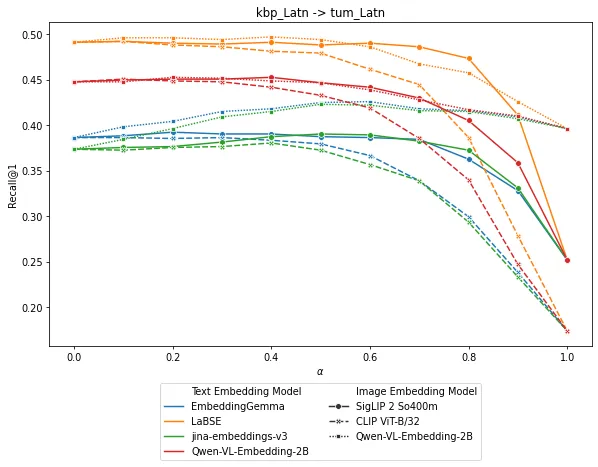 kbp_Latn -> tum_Latn
Recall@1
0.50
0.45
0.40
0.35
0.30
0.25
0.20
0.0 0.2 0.4 0.6 0.8 1.0
α
Text Embedding Model
EmbeddingGemma
LaBSE
jina-embeddings-v3
Qwen-VL-Embedding-2B
Image Embedding Model
SigLIP 2 So400m
CLIP ViT-B/32
Qwen-VL-Embedding-2B